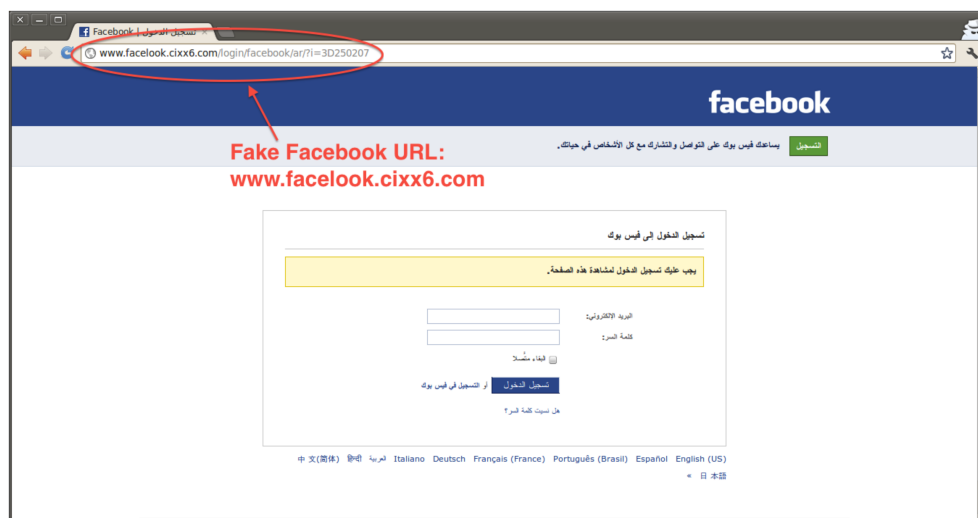 Facebook | تسجيل الدخول
www.facelook.cixx6.com/login/facebook/ar/?i=3D250207
facebook
Fake Facebook URL:
www.facelook.cixx6.com
يساعدك فيس بوك على التواصل والتشارك مع كل الأشخاص في حياتك.
التسجيل
تسجيل الدخول إلى فيس بوك
يجب عليك تسجيل الدخول لمشاهدة هذه الصفحة.
البريد الإلكتروني:
كلمة السر:
البقاء متّصلا
تسجيل الدخول أو التسجيل في فيس بوك
هل نسيت كلمة السر؟
中文(简体) हिन्दी العربية Italiano Deutsch Français (France) Português (Brasil) Español English (US)
» 日本語